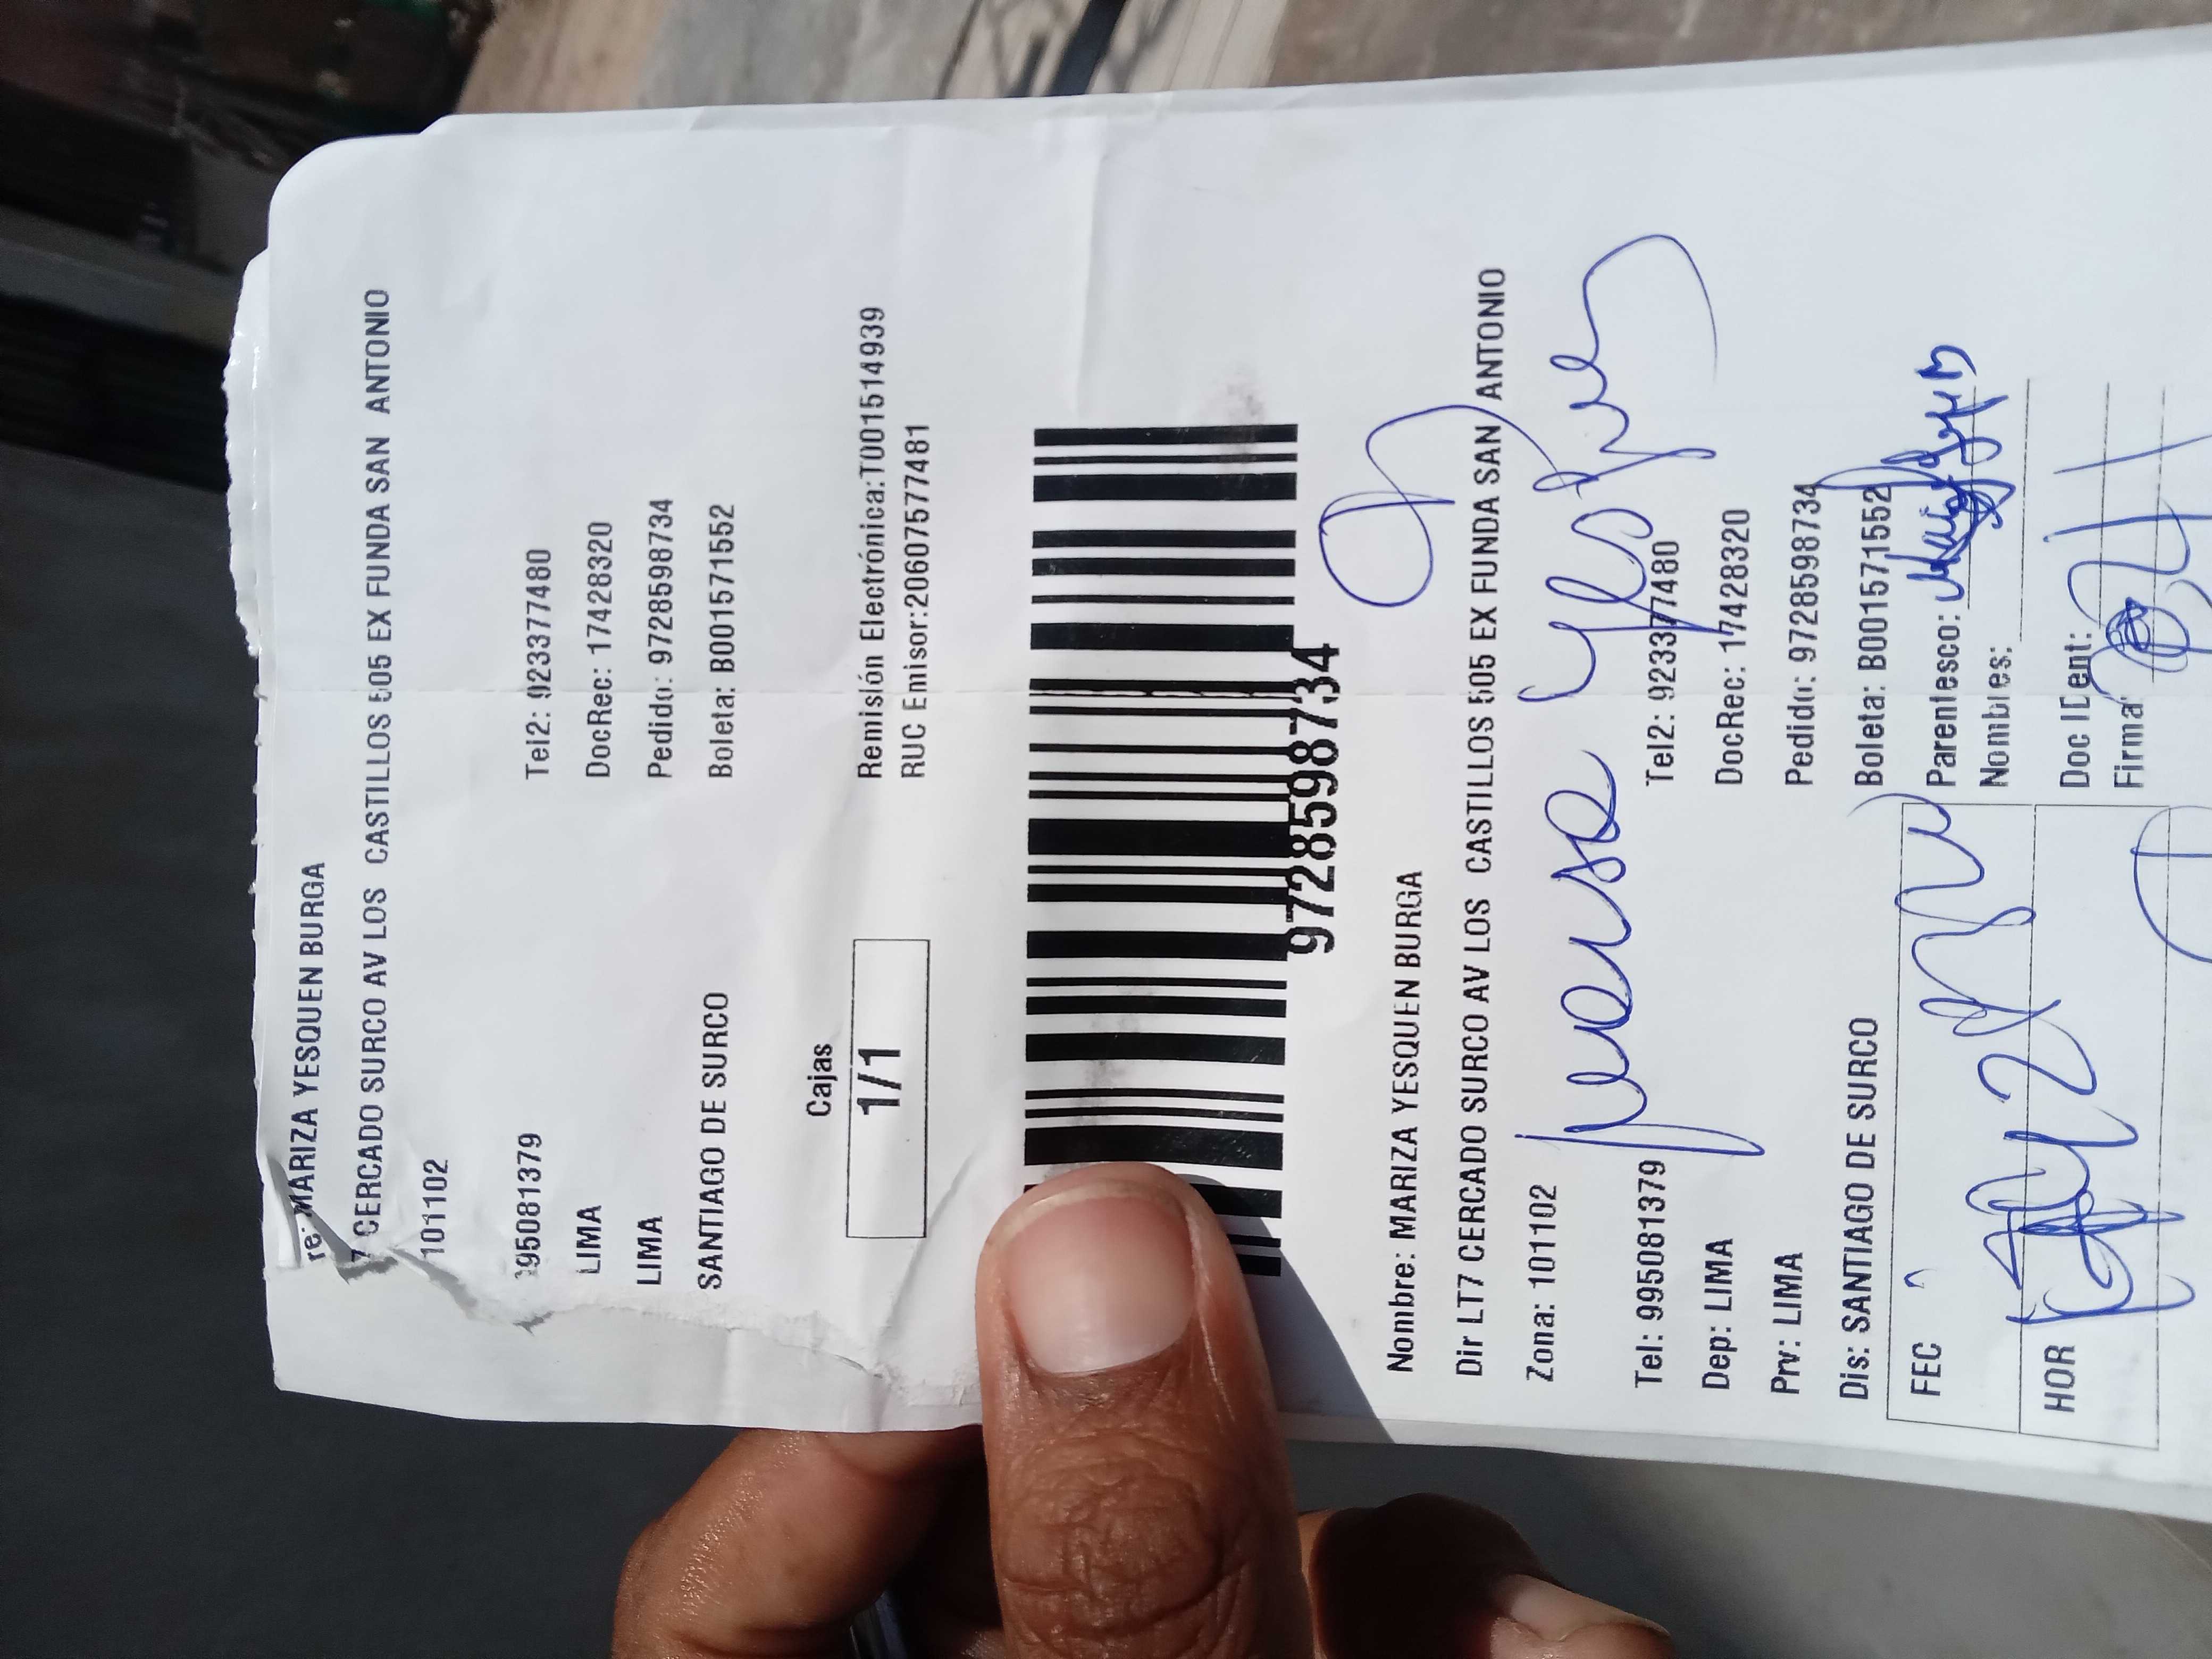 re: MARIZA YESQUEN BURGA
7 CERCADO SURCO AV LOS CASTILLOS 505 EX FUNDA SAN ANTONIO
101102
995081379 Tel2: 923377480
LIMA DocRec: 17428320
LIMA Pedido: 9728598734
SANTIAGO DE SURCO Boleta: B001571552
Cajas
1/1
Remisión Electrónica:T001514939
RUC Emisor:20607577481
9728598734
Nombre: MARIZA YESQUEN BURGA
Dir LT7 CERCADO SURCO AV LOS CASTILLOS 505 EX FUNDA SAN ANTONIO
Zona: 101102
Tel: 995081379 Tel2: 923377480
Dep: LIMA DocRec: 17428320
Prv: LIMA Pedido: 9728598734
Dis: SANTIAGO DE SURCO Boleta: B001571552
FEC Parentesco:
Nombres:
HOR Doc IDent:
Firma